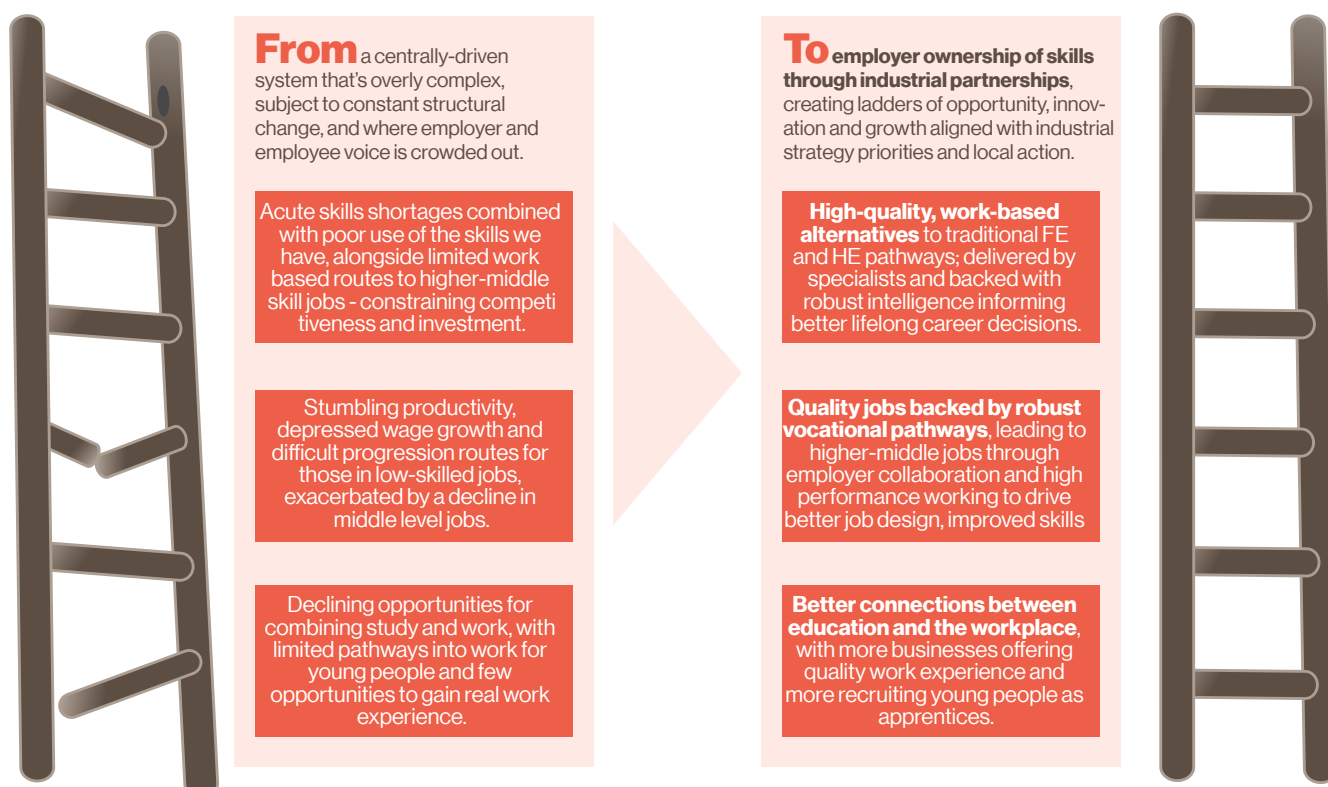 From a centrally-driven
system that's overly complex,
subject to constant structural
change, and where employer and
employee voice is crowded out.
Acute skills shortages combined
with poor use of the skills we
have, alongside limited work
based routes to higher-middle
skill jobs - constraining competi
tiveness and investment.
Stumbling productivity,
depressed wage growth and
difficult progression routes for
those in low-skilled jobs,
exacerbated by a decline in
middle level jobs.
Declining opportunities for
combining study and work, with
limited pathways into work for
young people and few
opportunities to gain real work
experience.
To employer ownership of skills
through industrial partnerships,
creating ladders of opportunity, innov-
ation and growth aligned with industrial
strategy priorities and local action.
High-quality, work-based
alternatives to traditional FE
and HE pathways; delivered by
specialists and backed with
robust intelligence informing
better lifelong career decisions.
Quality jobs backed by robust
vocational pathways, leading to
higher-middle jobs through
employer collaboration and high
performance working to drive
better job design, improved skills
Better connections between
education and the workplace,
with more businesses offering
quality work experience and
more recruiting young people as
apprentices.